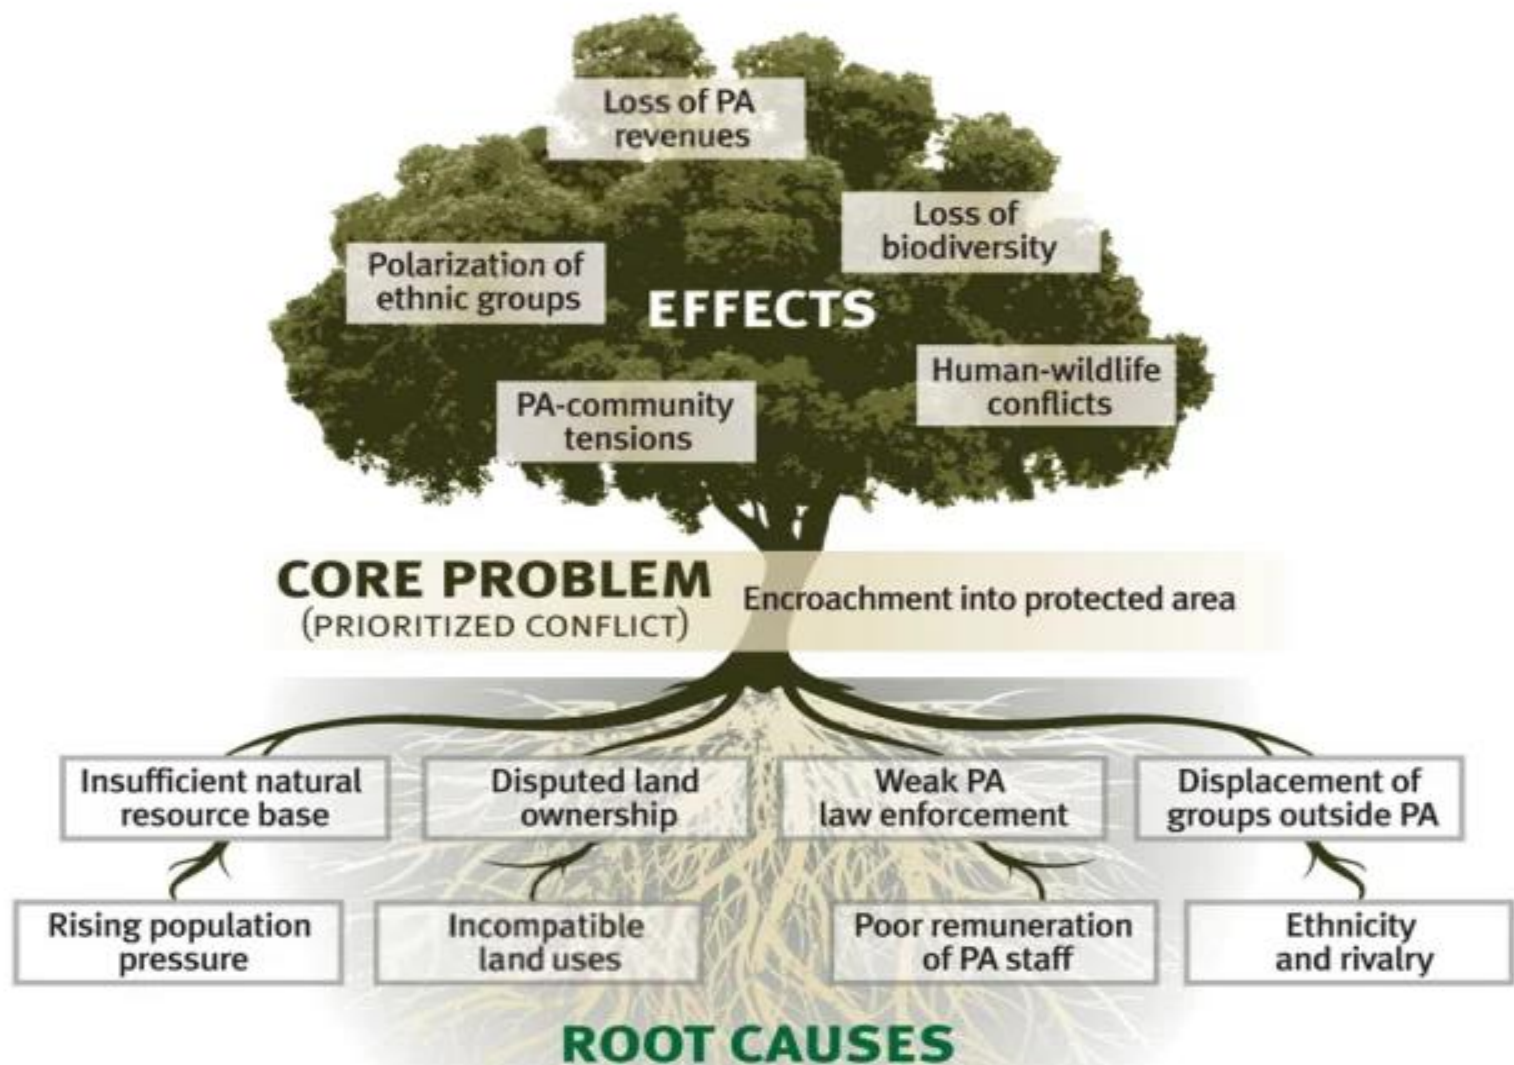 Loss of PA
revenues
Loss of
biodiversity
Polarization of
ethnic groups
EFFECTS
Human-wildlife
conflicts
PA-community
tensions
CORE PROBLEM
(PRIORITIZED CONFLICT)
Encroachment into protected area
Insufficient natural
resource base
Disputed land
ownership
Weak PA
law enforcement
Displacement of
groups outside PA
Rising population
pressure
Incompatible
land uses
Poor remuneration
of PA staff
Ethnicity
and rivalry
ROOT CAUSES